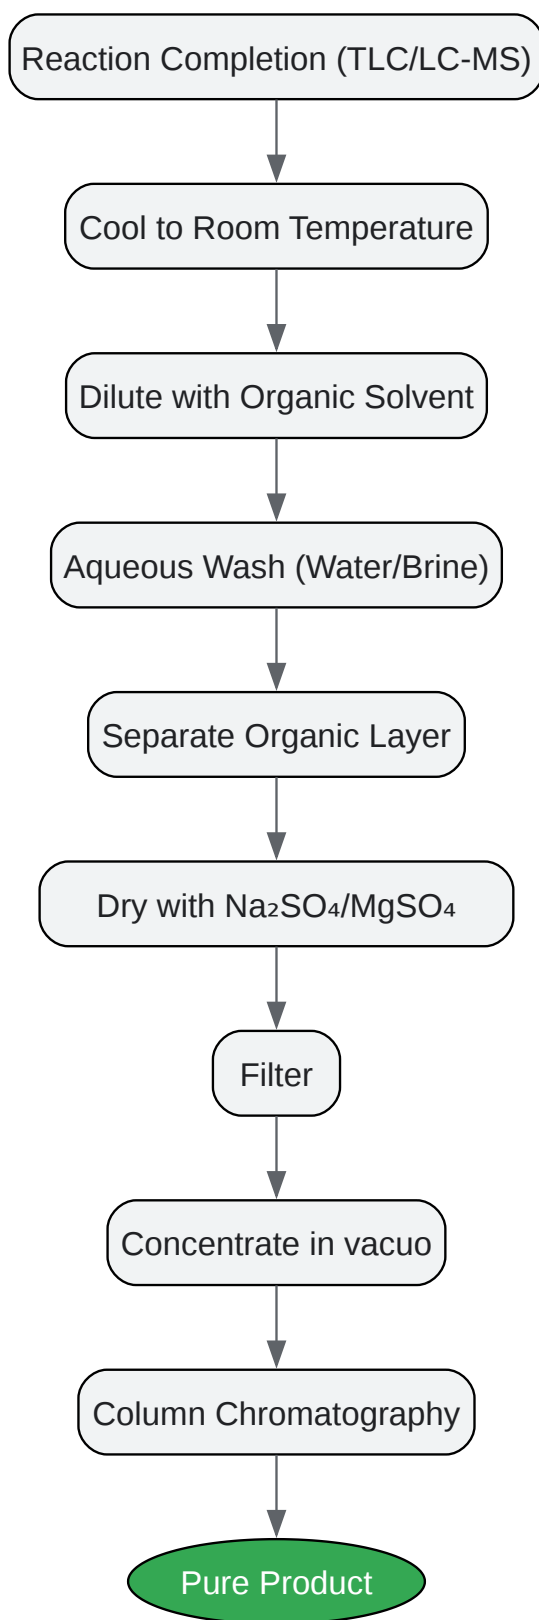 Reaction Completion (TLC/LC-MS)
Cool to Room Temperature
Dilute with Organic Solvent
Aqueous Wash (Water/Brine)
Separate Organic Layer
Dry with Na₂SO₄/MgSO₄
Filter
Concentrate in vacuo
Column Chromatography
Pure Product